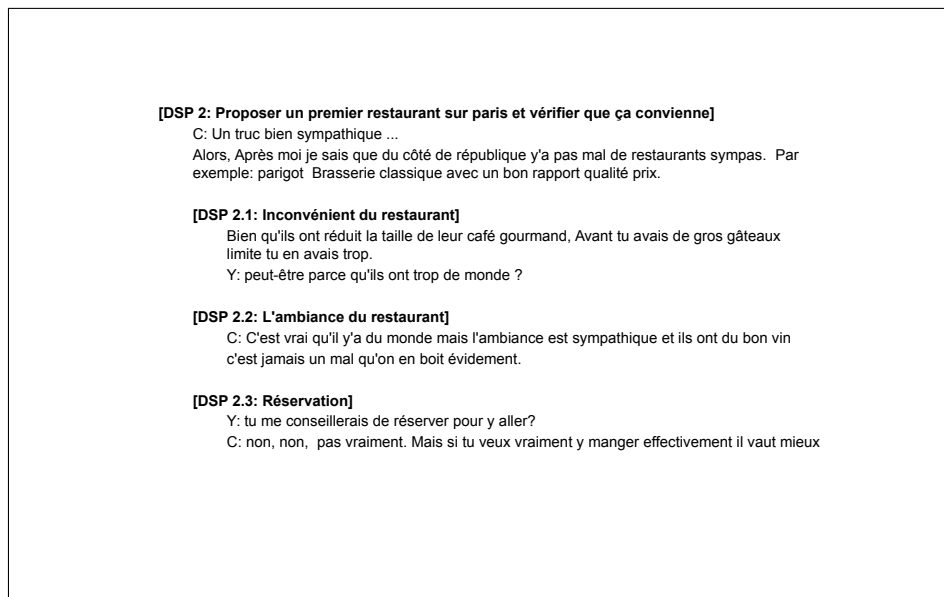 [DSP 2: Proposer un premier restaurant sur paris et vérifier que ça convienne]
C: Un truc bien sympathique ...
Alors, Après moi je sais que du côté de république y'a pas mal de restaurants sympas.  Par
exemple: parigot  Brasserie classique avec un bon rapport qualité prix.
[DSP 2.1: Inconvénient du restaurant]
Bien qu'ils ont réduit la taille de leur café gourmand, Avant tu avais de gros gâteaux
limite tu en avais trop.
Y: peut-être parce qu'ils ont trop de monde ?
[DSP 2.2: L'ambiance du restaurant]
C: C'est vrai qu'il y'a du monde mais l'ambiance est sympathique et ils ont du bon vin
c'est jamais un mal qu'on en boit évidement.
[DSP 2.3: Réservation]
Y: tu me conseillerais de réserver pour y aller?
C: non, non,  pas vraiment. Mais si tu veux vraiment y manger effectivement il vaut mieux